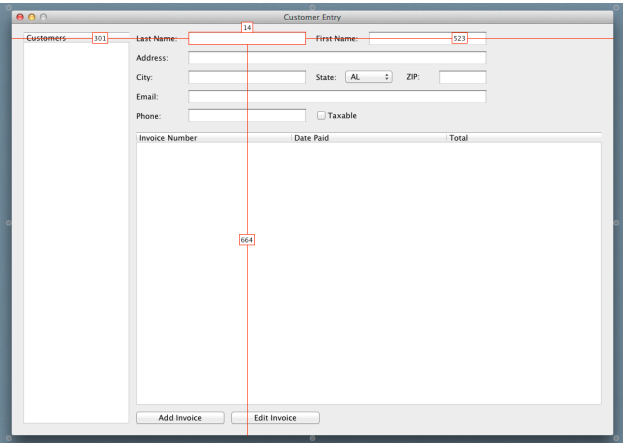 Customer Entry
14
Customers 301 Last Name: First Name: 523
Address:
City: State: AL ZIP:
Email:
Phone: Taxable
Invoice Number Date Paid Total
664
Add Invoice Edit Invoice